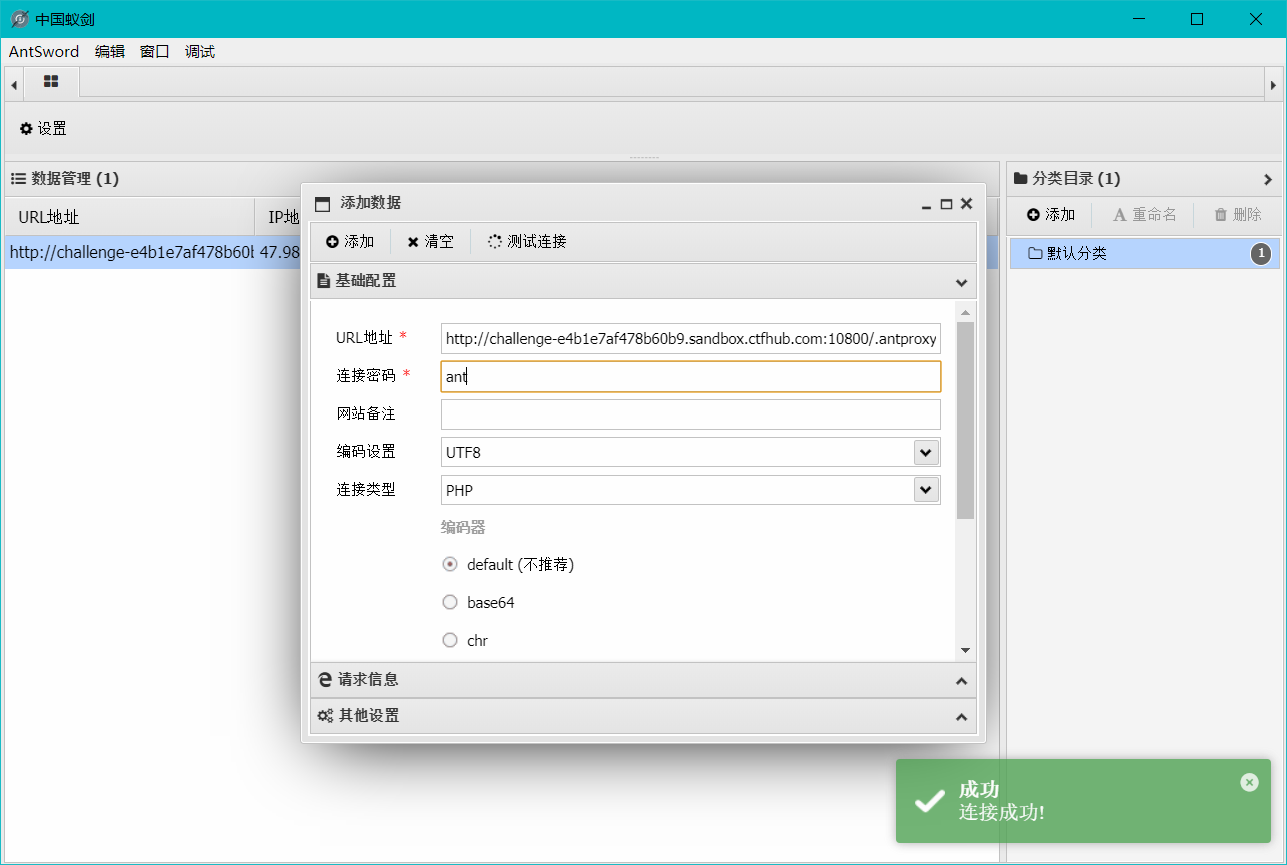 中国蚁剑
AntSword 编辑 窗口 调试
设置
数据管理 (1)
URL地址 IP地
http://challenge-e4b1e7af478b60b 47.98
添加数据
添加 清空 测试连接
基础配置
URL地址 *
http://challenge-e4b1e7af478b60b9.sandbox.ctfhub.com:10800/.antproxy
连接密码 *
ant
网站备注
编码设置
UTF8
连接类型
PHP
编码器
default (不推荐)
base64
chr
请求信息
其他设置
分类目录 (1)
添加 A 重命名 删除
默认分类 1
成功
连接成功!